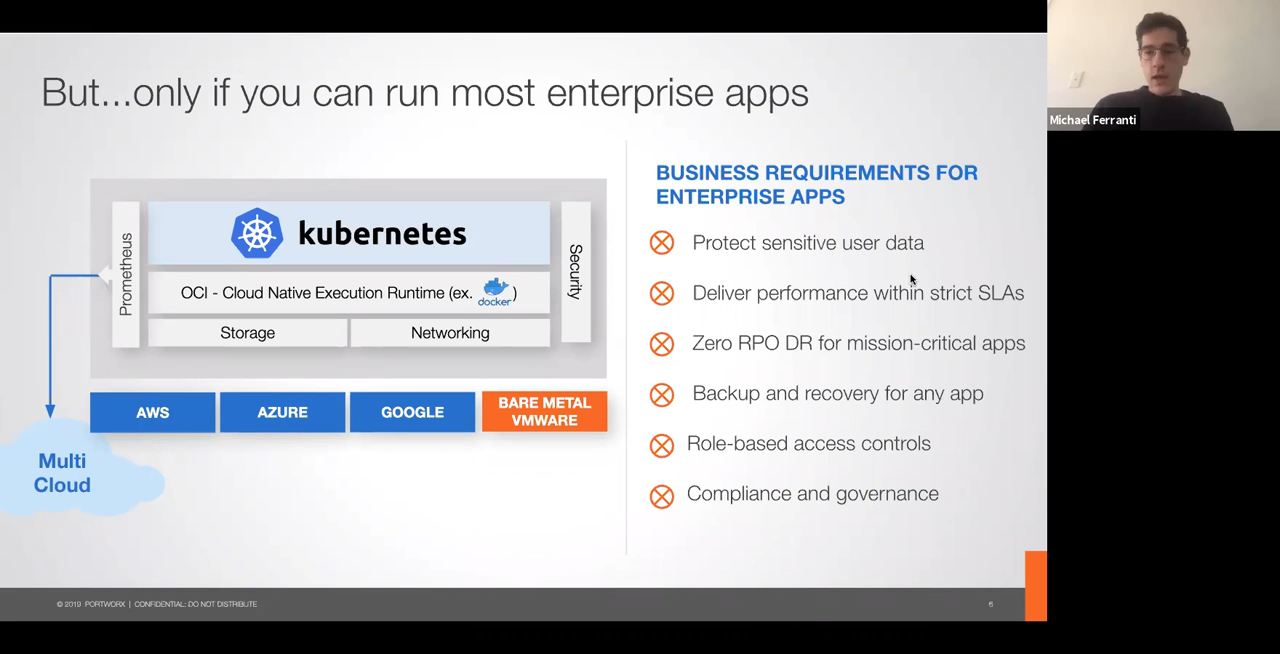 But...only if you can run most enterprise apps
Michael Ferranti
Prometheus
kubernetes
Security
OCI - Cloud Native Execution Runtime (ex. docker)
Storage
Networking
AWS
AZURE
GOOGLE
BARE METAL
VMWARE
Multi
Cloud
BUSINESS REQUIREMENTS FOR
ENTERPRISE APPS
Protect sensitive user data
Deliver performance within strict SLAs
Zero RPO DR for mission-critical apps
Backup and recovery for any app
Role-based access controls
Compliance and governance
© 2019 PORTWORX | CONFIDENTIAL: DO NOT DISTRIBUTE
6